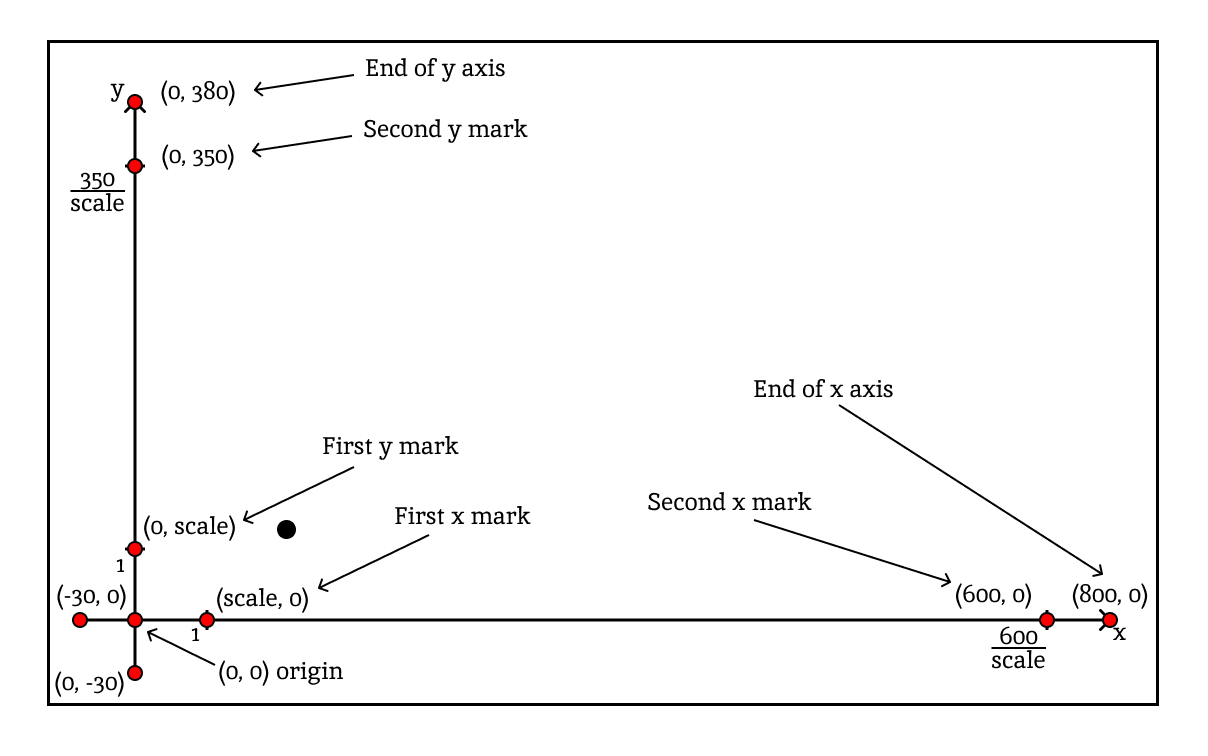 End of y axis
y
(0, 380)
Second y mark
(0, 350)
350
scale
End of x axis
First y mark
Second x mark
First x mark
(0, scale)
1
(-30, 0)
(scale, 0)
(600, 0)
(800, 0)
1
x
600
scale
(0, 0) origin
(0, -30)